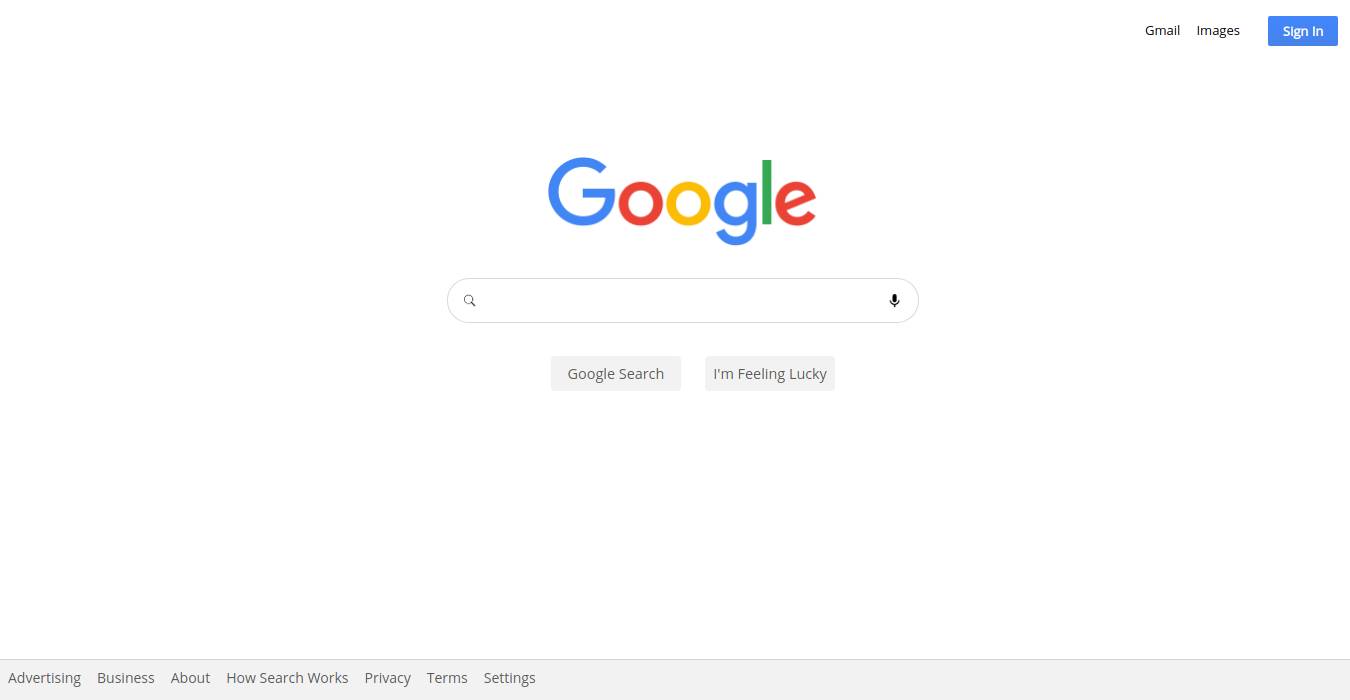 Gmail Images Sign In
Google
Google Search I'm Feeling Lucky
Advertising Business About How Search Works Privacy Terms Settings